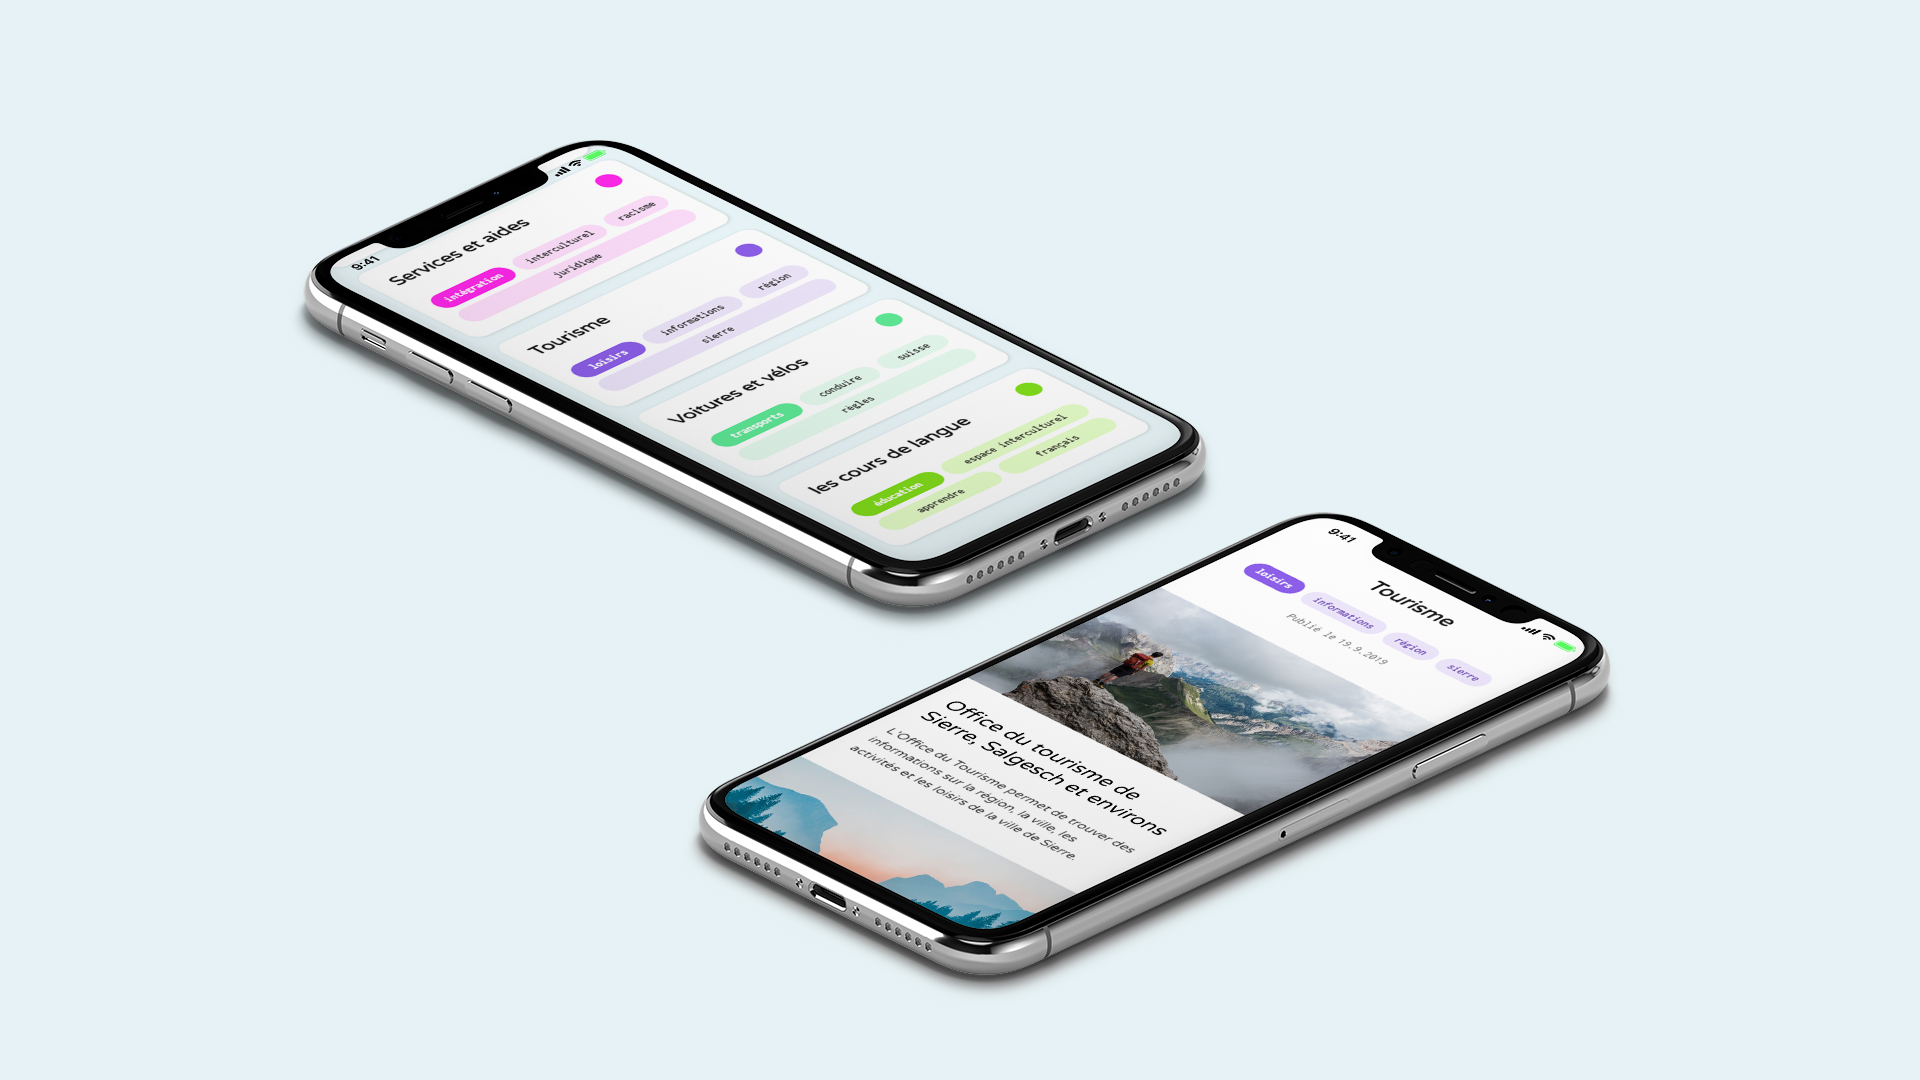 9:41
Services et aides
intégration interculturel racisme
juridique
Tourisme
loisirs informations région
sierre
Voitures et vélos
transports conduire suisse
règles
les cours de langue
éducation espace interculturel
apprendre français
9:41
Tourisme
loisirs informations région sierre
Publié le 19.9.2019
Office du tourisme de
Sierre, Salgesch et environs
L'Office du Tourisme permet de trouver des
informations sur la région, la ville, les
activités et les loisirs de la ville de Sierre.